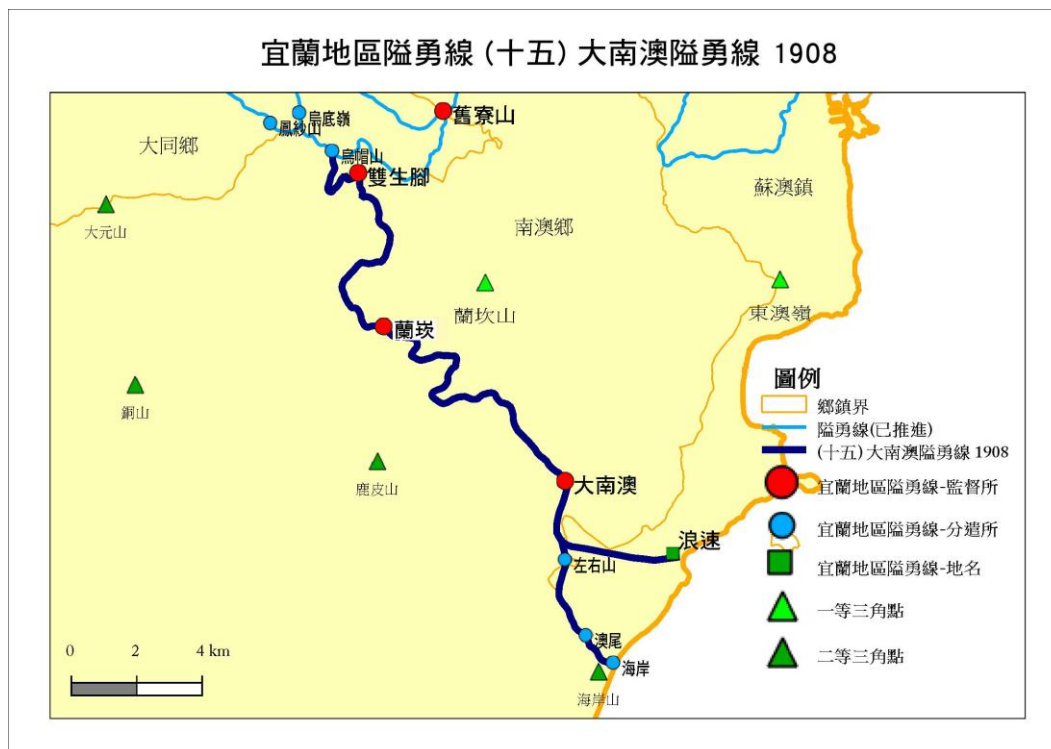 宜蘭地區隘勇線 (十五) 大南澳隘勇線 1908
烏底嶺
鳳紗山
舊寮山
大同鄉
烏帽山
雙生腳
蘇澳鎮
大元山
南澳鄉
蘭坎山
東澳嶺
蘭崁
圖例
鄉鎮界
隘勇線(已推進)
(十五) 大南澳隘勇線 1908
銅山
鹿皮山
大南澳
宜蘭地區隘勇線-監督所
宜蘭地區隘勇線-分遣所
浪速
左右山
宜蘭地區隘勇線-地名
一等三角點
澳尾
0 2 4 km
海岸
二等三角點
海岸山